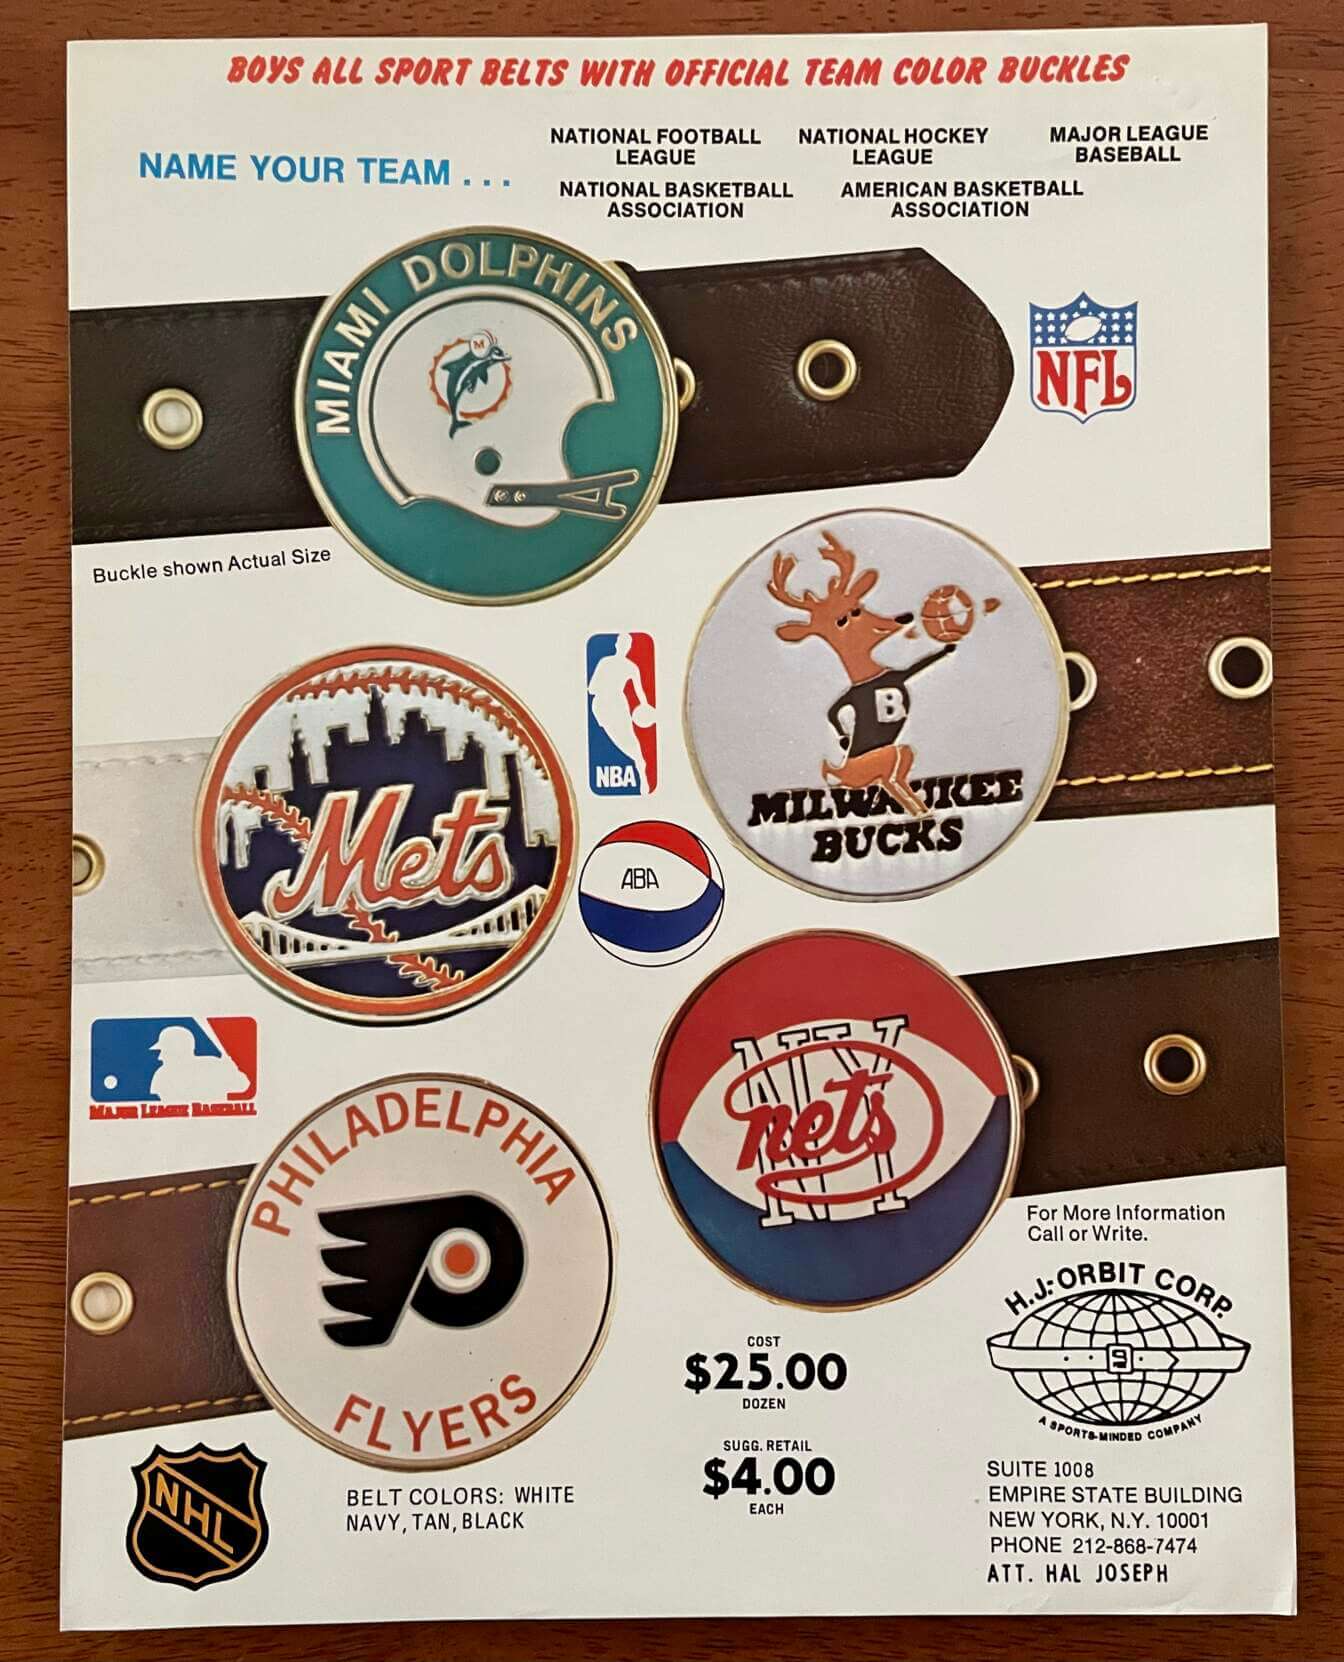 BOYS ALL SPORT BELTS WITH OFFICIAL TEAM COLOR BUCKLES
NAME YOUR TEAM . . .
NATIONAL FOOTBALL
LEAGUE
NATIONAL HOCKEY
LEAGUE
MAJOR LEAGUE
BASEBALL
NATIONAL BASKETBALL
ASSOCIATION
AMERICAN BASKETBALL
ASSOCIATION
MIAMI DOLPHINS
M
NFL
Buckle shown Actual Size
B
MILWAUKEE
BUCKS
NBA
Mets
ABA
MAJOR LEAGUE BASEBALL
NY
nets
PHILADELPHIA
P
FLYERS
For More Information
Call or Write.
H.J.-ORBIT CORP.
9
A SPORTS-MINDED COMPANY
COST
$25.00
DOZEN
SUGG. RETAIL
$4.00
EACH
NHL
BELT COLORS: WHITE
NAVY, TAN, BLACK
SUITE 1008
EMPIRE STATE BUILDING
NEW YORK, N.Y. 10001
PHONE 212-868-7474
ATT. HAL JOSEPH